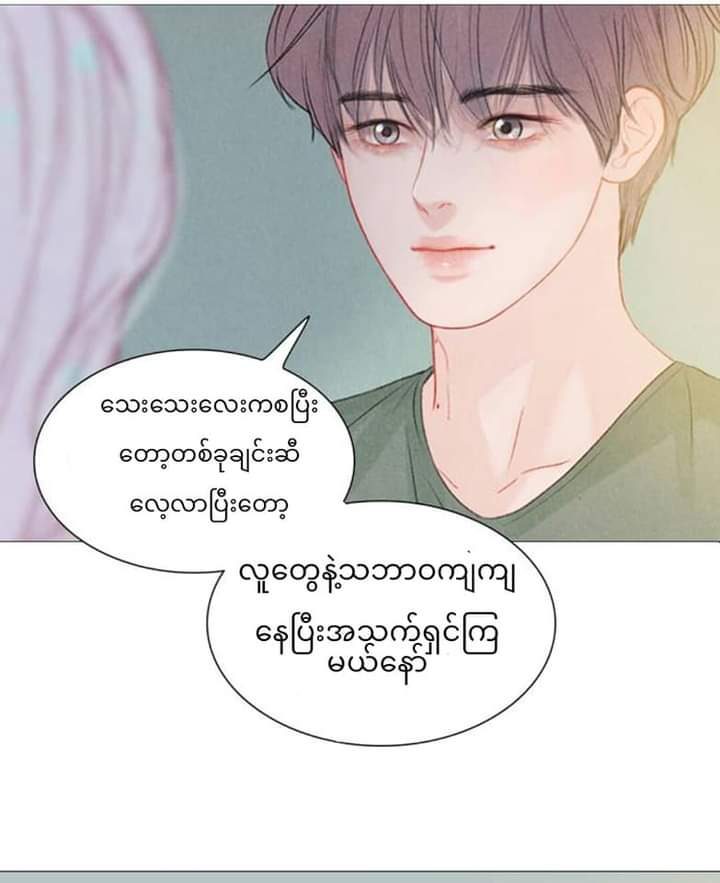 သေးသေးလေးကစပြီး
တော့တစ်ခုချင်းဆီ
လေ့လာပြီးတော့
လူတွေနဲ့သဘာဝကျကျ
နေပြီးအသက်ရှင်ကြ
မယ်နော်